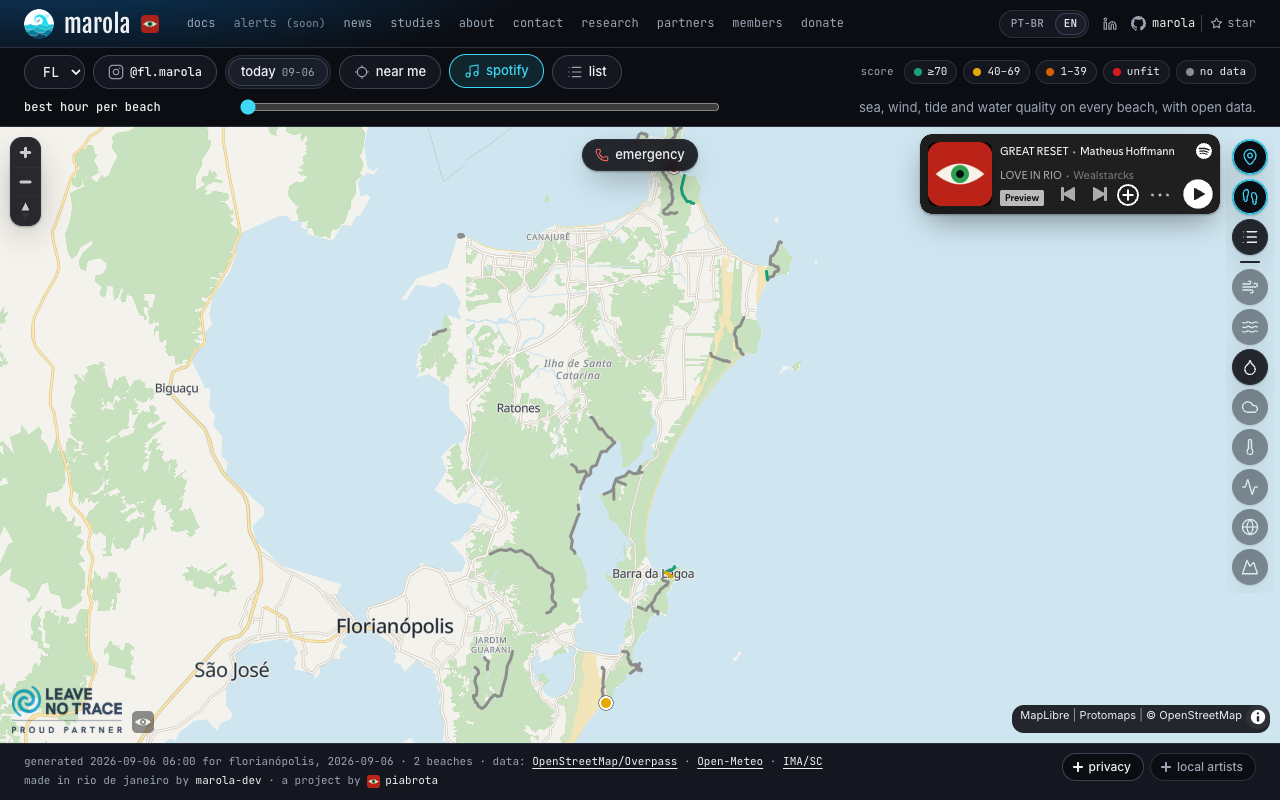 marola
docs alerts (soon) news studies about contact research partners members donate
PT-BR EN
in marola star
FL @fl.marola today 09-06 near me spotify list
score ≥70 40–69 1–39 unfit no data
best hour per beach
sea, wind, tide and water quality on every beach, with open data.
emergency
GREAT RESET · Matheus Hoffmann
LOVE IN RIO · Wealstarcks
Preview
CANAJURÊ
Ilha de Santa
Catarina
Biguaçu
Ratones
Barra da Lagoa
Florianópolis
JARDIM
GUARANI
São José
LEAVE
NO TRACE
PROUD PARTNER
MapLibre | Protomaps | © OpenStreetMap
generated 2026-09-06 06:00 for florianópolis, 2026-09-06 · 2 beaches · data: OpenStreetMap/Overpass · Open-Meteo · IMA/SC
made in rio de janeiro by marola-dev · a project by piabrota
+ privacy + local artists